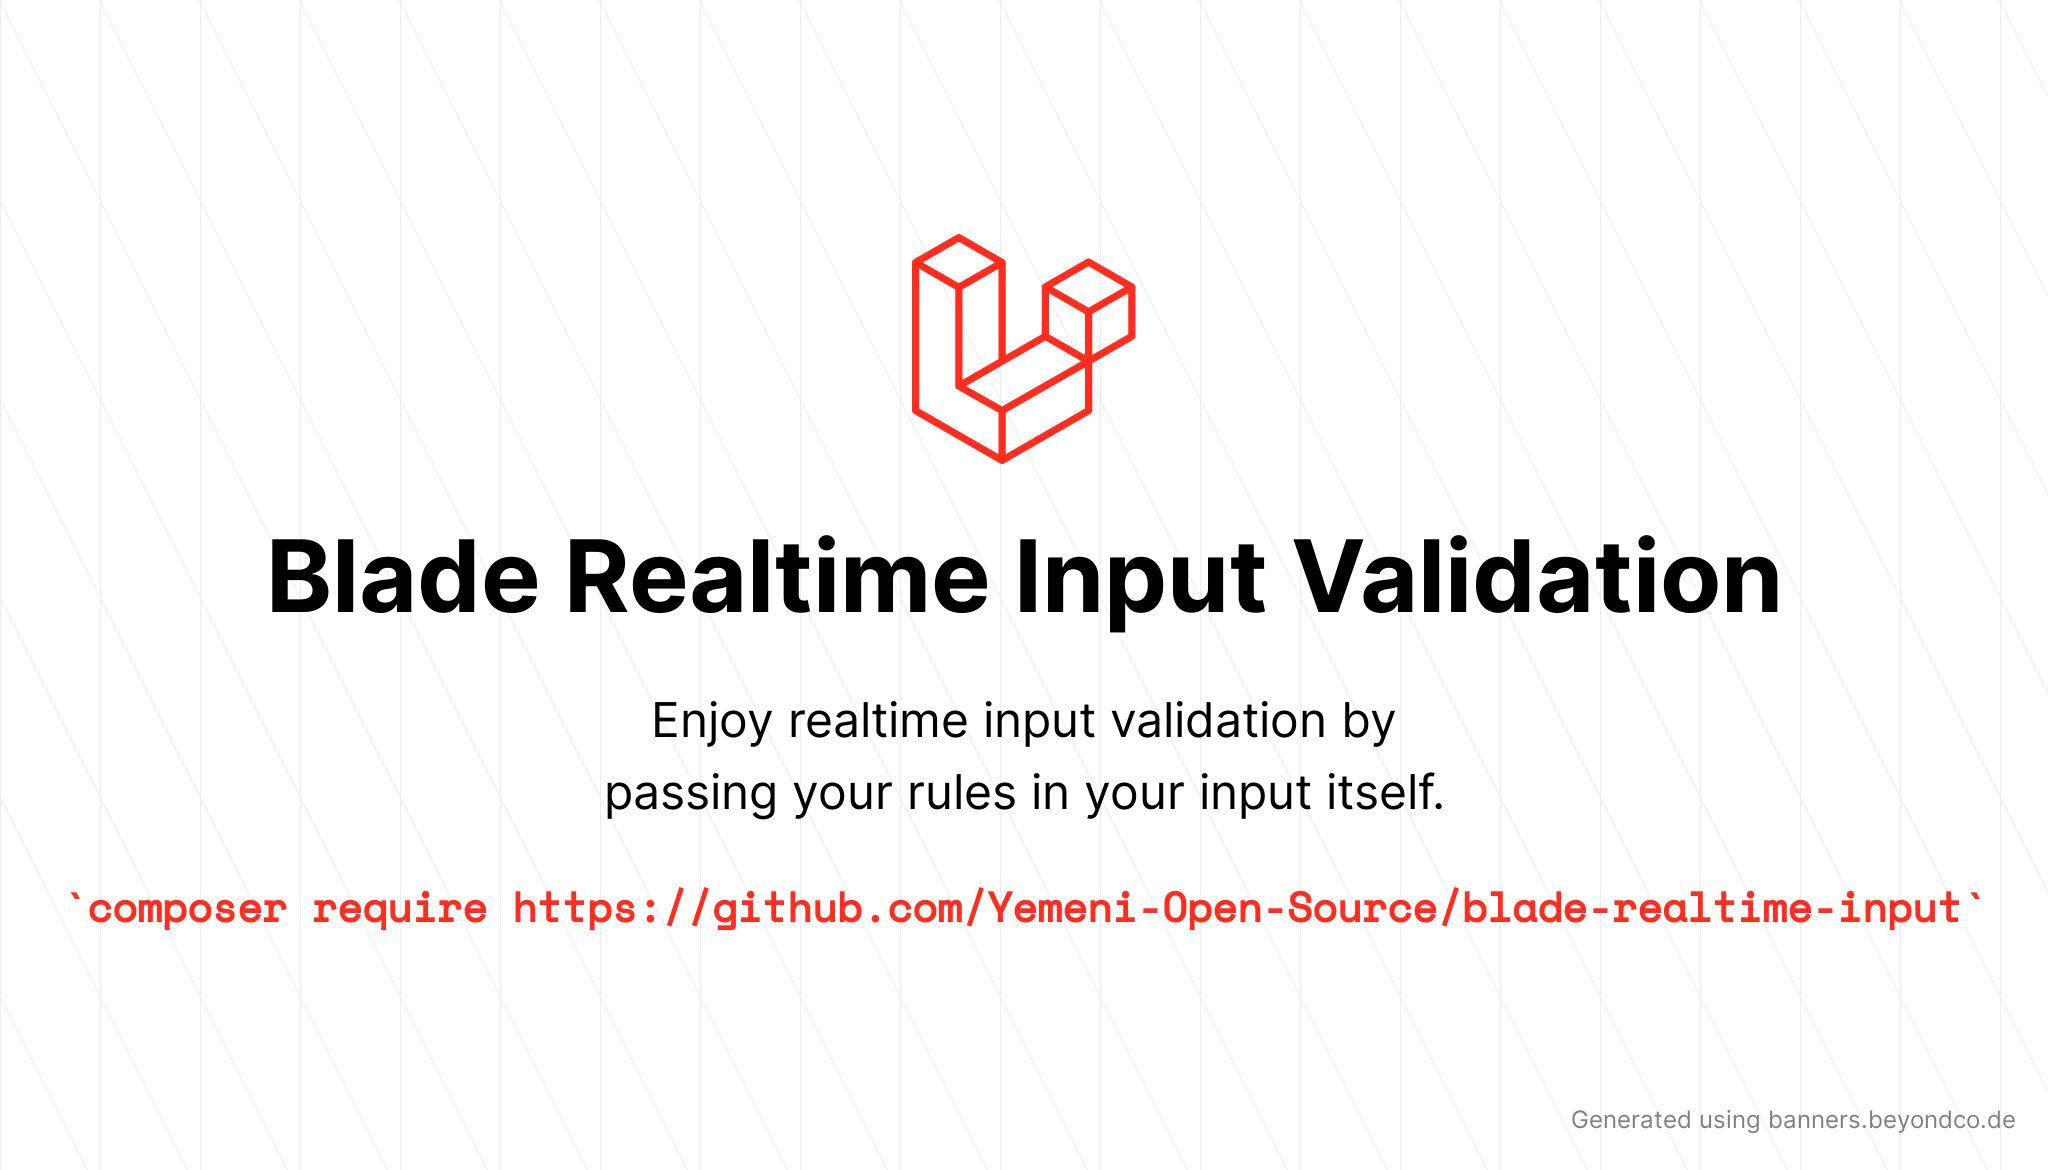 Blade Realtime Input Validation
Enjoy realtime input validation by
passing your rules in your input itself.
`composer require https://github.com/Yemeni-Open-Source/blade-realtime-input`
Generated using banners.beyondco.de